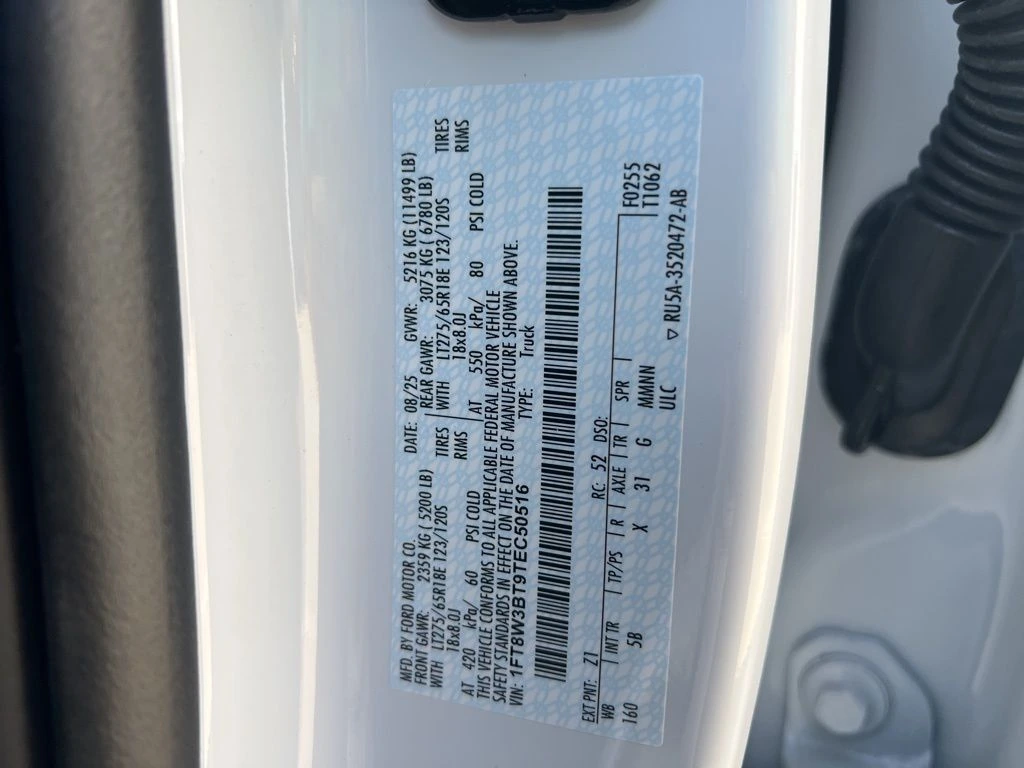 MFD. BY FORD MOTOR CO. DATE: 08/25 GVWR: 5216 KG (11499 LB)
FRONT GAWR: 2359 KG ( 5200 LB) REAR GAWR: 3075 KG ( 6780 LB)
WITH LT275/65R18E 123/120S TIRES WITH LT275/65R18E 123/120S TIRES
18x8.0J RIMS 18x8.0J RIMS
AT 420 kPa/ 60 PSI COLD AT 550 kPa/ 80 PSI COLD
THIS VEHICLE CONFORMS TO ALL APPLICABLE FEDERAL MOTOR VEHICLE
SAFETY STANDARDS IN EFFECT ON THE DATE OF MANUFACTURE SHOWN ABOVE.
VIN: 1FT8W3BT9TEC50516 TYPE: Truck
EXT PNT: Z1 RC: 52 DSO: F0255
WB INT TR TP/PS R AXLE TR SPR T1062
160 5B X 31 G MMNNN
ULC
▽ RU5A-3520472-AB